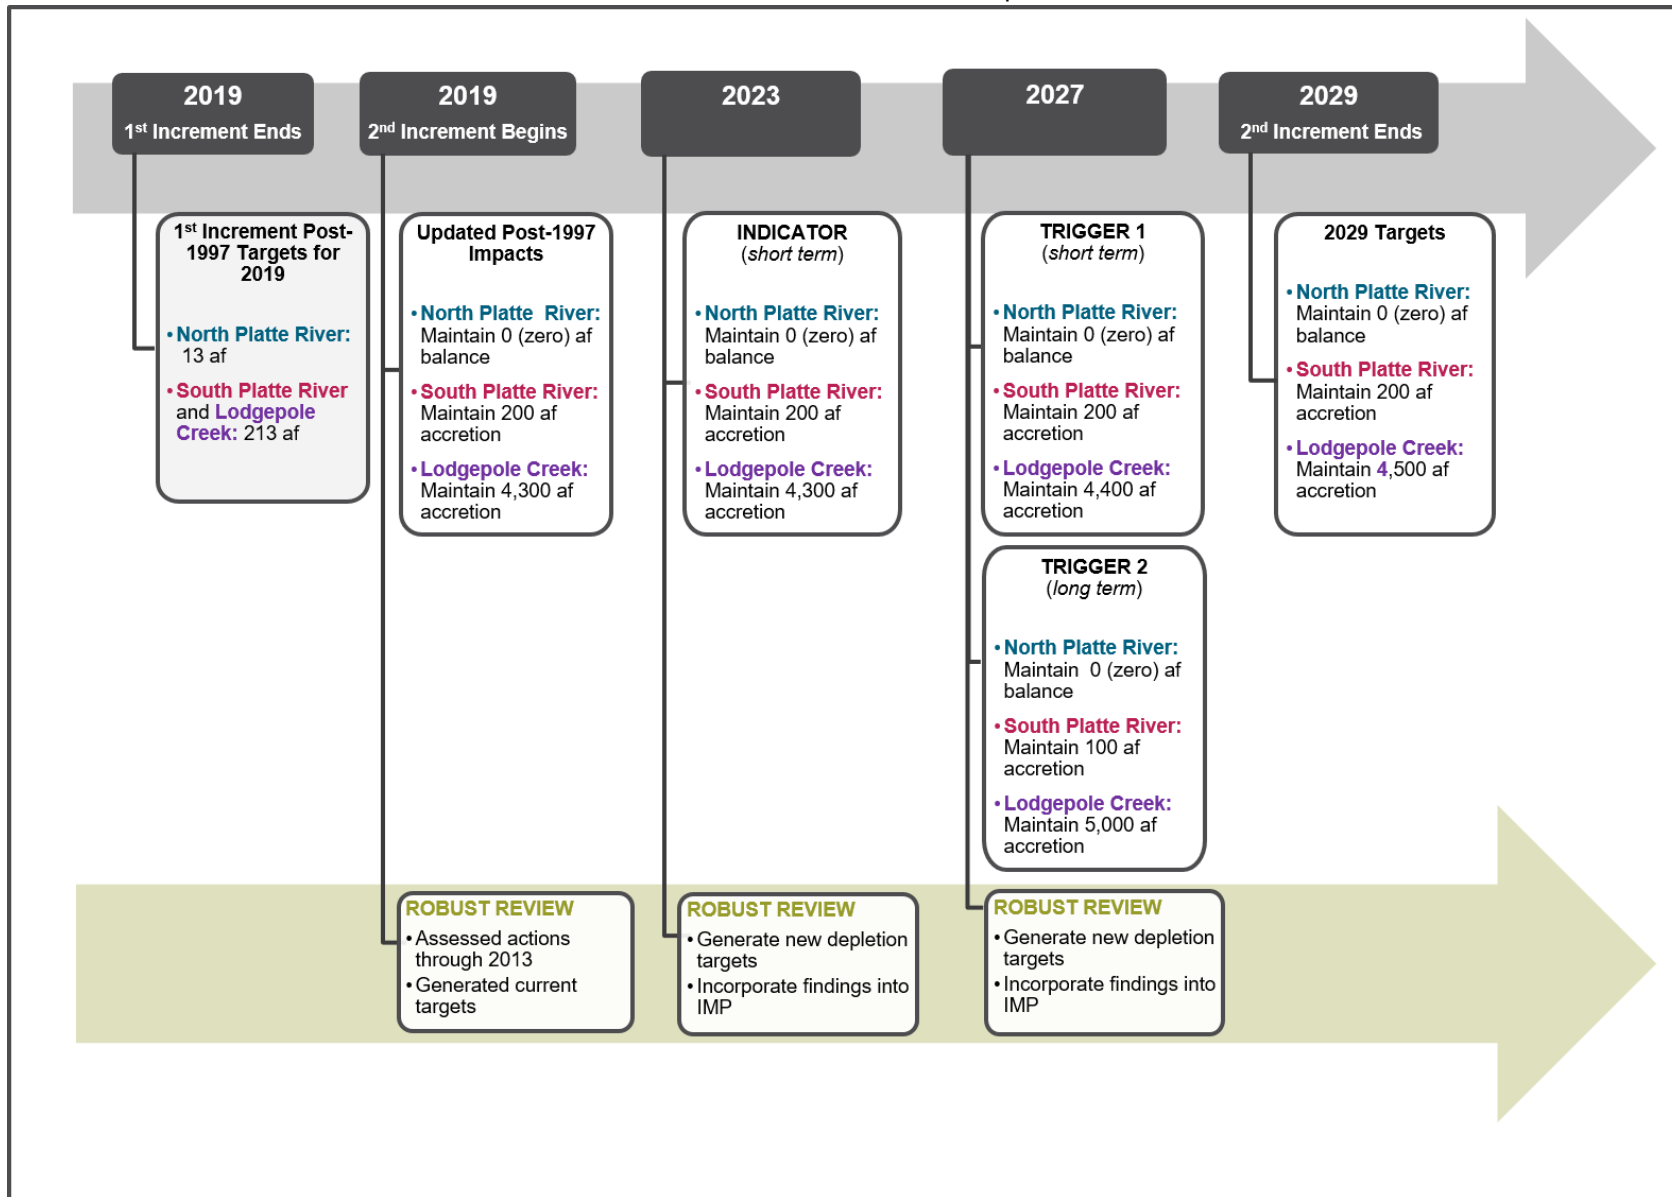 2019
1st Increment Ends
2019
2nd Increment Begins
2023
2027
2029
2nd Increment Ends
1st Increment Post-
1997 Targets for
2019
• North Platte River:
13 af
• South Platte River
and Lodgepole
Creek: 213 af
Updated Post-1997
Impacts
• North Platte River:
Maintain 0 (zero) af
balance
• South Platte River:
Maintain 200 af
accretion
• Lodgepole Creek:
Maintain 4,300 af
accretion
INDICATOR
(short term)
• North Platte River:
Maintain 0 (zero) af
balance
• South Platte River:
Maintain 200 af
accretion
• Lodgepole Creek:
Maintain 4,300 af
accretion
TRIGGER 1
(short term)
• North Platte River:
Maintain 0 (zero) af
balance
• South Platte River:
Maintain 200 af
accretion
• Lodgepole Creek:
Maintain 4,400 af
accretion
2029 Targets
• North Platte River:
Maintain 0 (zero) af
balance
• South Platte River:
Maintain 200 af
accretion
• Lodgepole Creek:
Maintain 4,500 af
accretion
TRIGGER 2
(long term)
• North Platte River:
Maintain 0 (zero) af
balance
• South Platte River:
Maintain 100 af
accretion
• Lodgepole Creek:
Maintain 5,000 af
accretion
ROBUST REVIEW
• Assessed actions
through 2013
• Generated current
targets
ROBUST REVIEW
• Generate new depletion
targets
• Incorporate findings into
IMP
ROBUST REVIEW
• Generate new depletion
targets
• Incorporate findings into
IMP